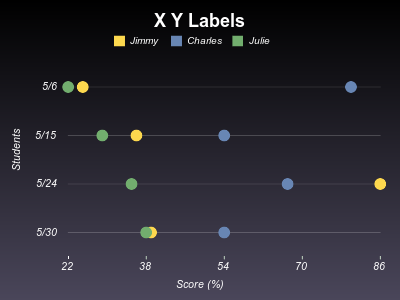 X Y Labels
Jimmy Charles Julie
5/6
5/15
5/24
5/30
Students
22 38 54 70 86
Score (%)